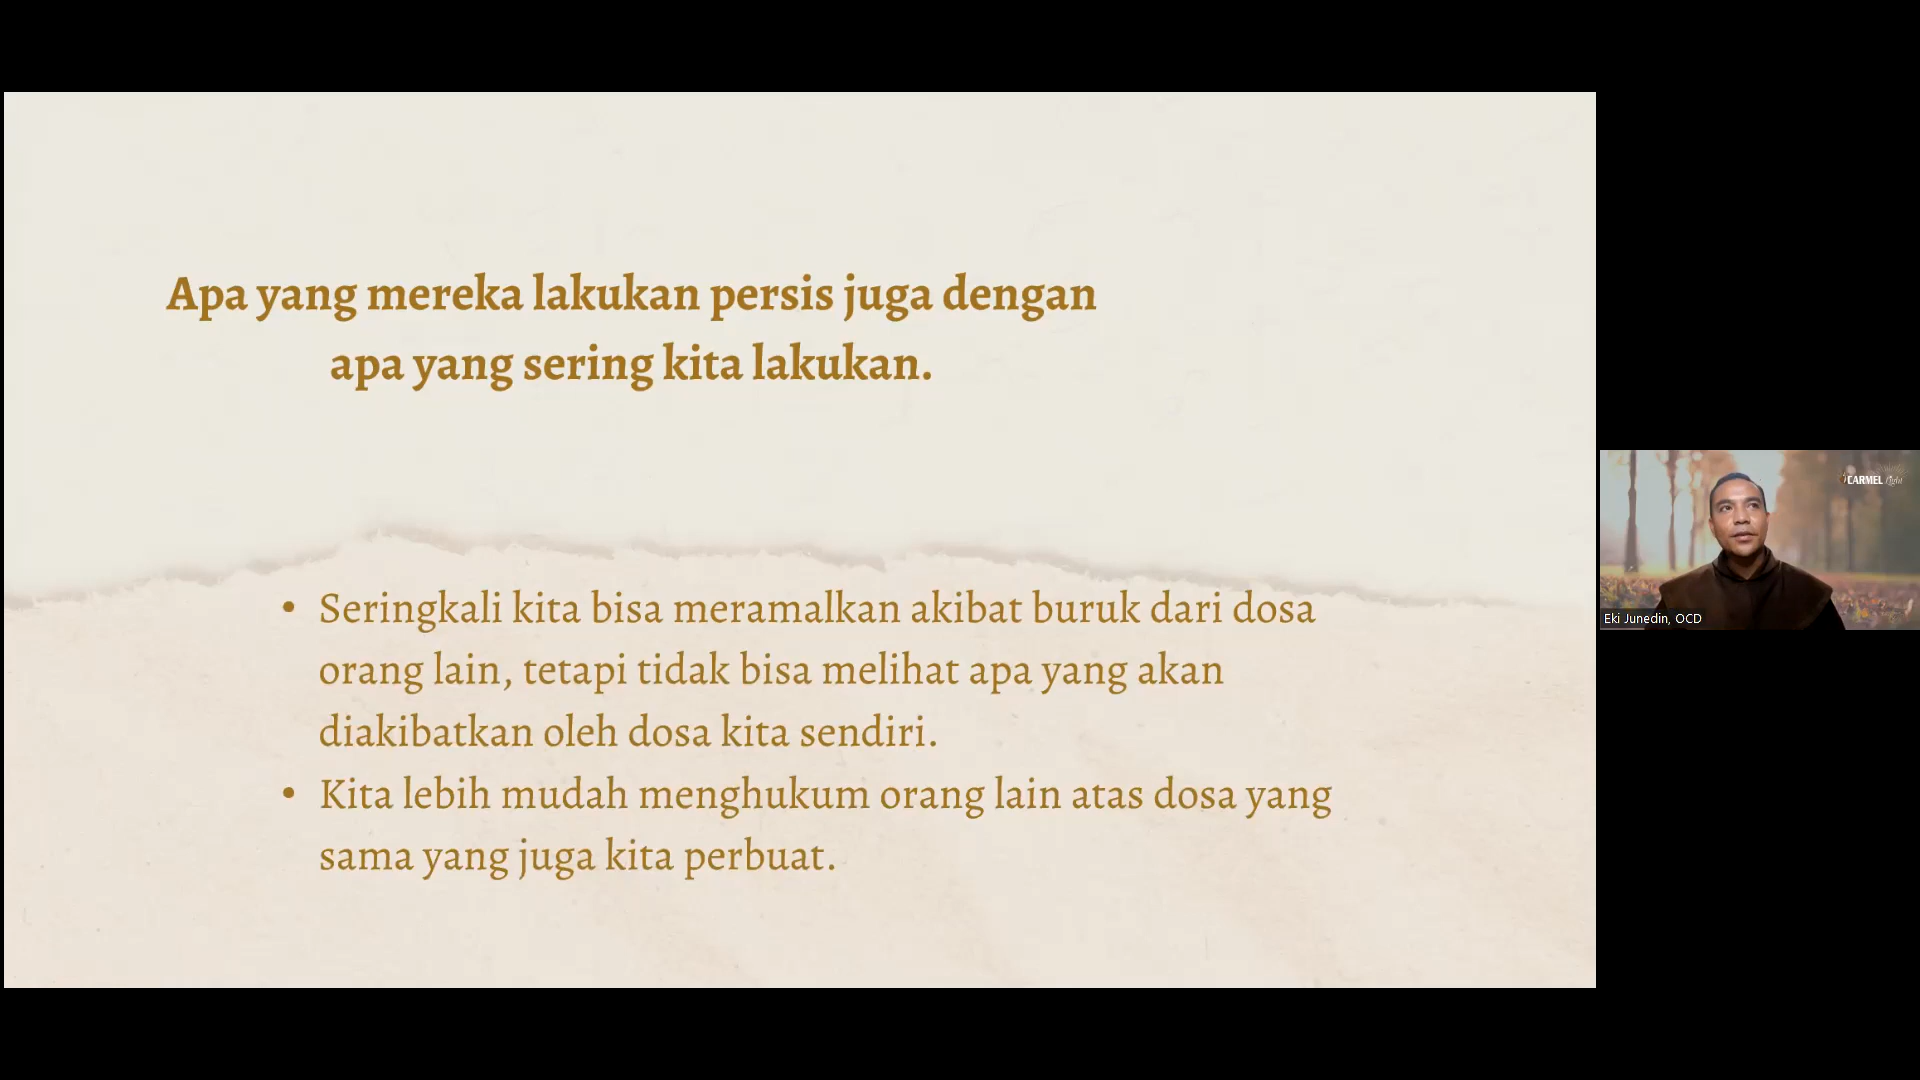 Apa yang mereka lakukan persis juga dengan
apa yang sering kita lakukan.
• Seringkali kita bisa meramalkan akibat buruk dari dosa
orang lain, tetapi tidak bisa melihat apa yang akan
diakibatkan oleh dosa kita sendiri.
• Kita lebih mudah menghukum orang lain atas dosa yang
sama yang juga kita perbuat.
CARMEL Light
Eki Junedin, OCD